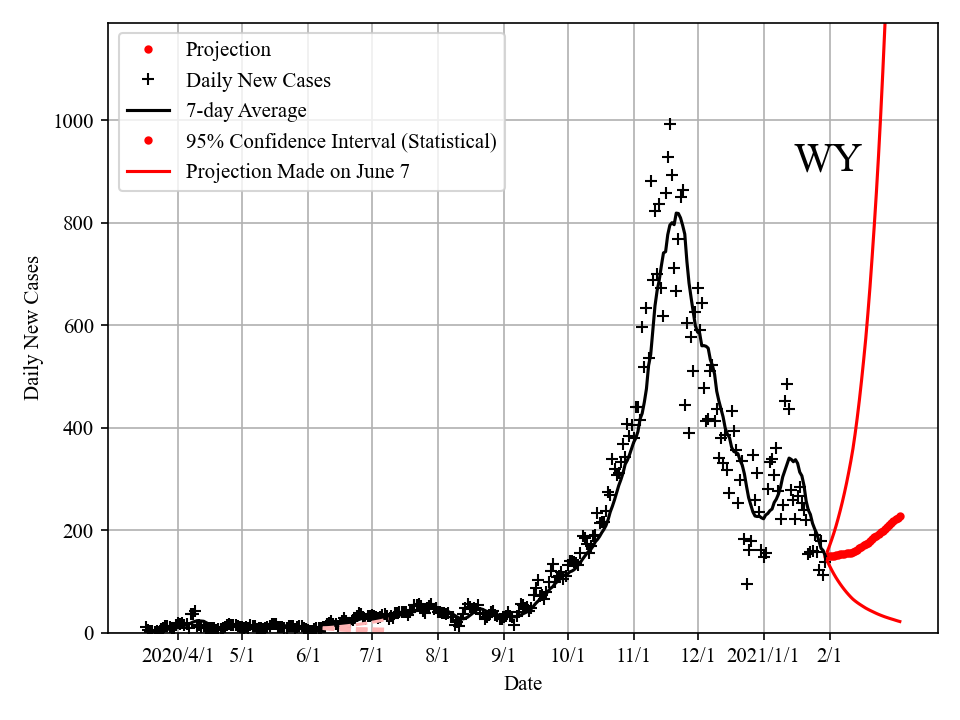 Projection
Daily New Cases
7-day Average
95% Confidence Interval (Statistical)
Projection Made on June 7
WY
1000
800
600
400
200
0
Daily New Cases
2020/4/1 5/1 6/1 7/1 8/1 9/1 10/1 11/1 12/1 2021/1/1 2/1
Date